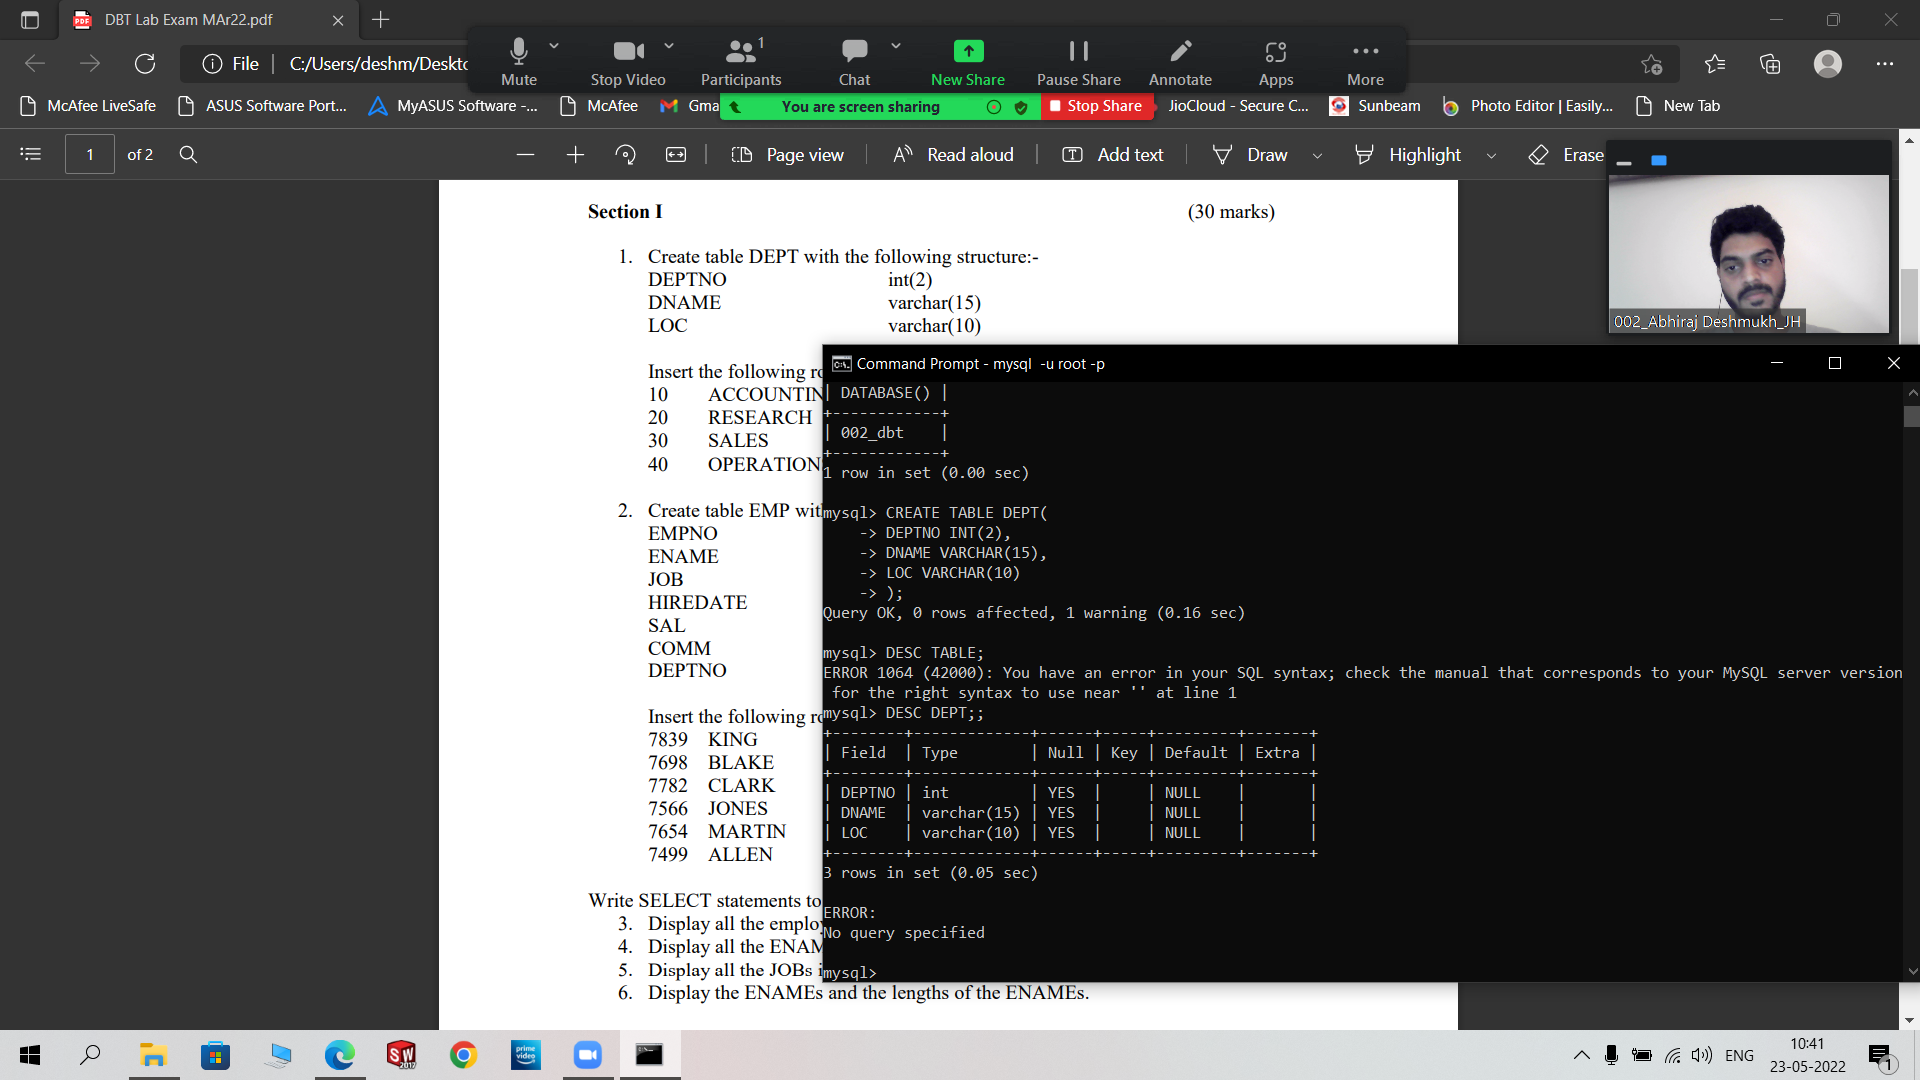 DBT Lab Exam MAr22.pdf
File
C:/Users/deshm/Deskto
Mute
Stop Video
1
Participants
Chat
New Share
Pause Share
Annotate
Apps
More
McAfee LiveSafe
ASUS Software Port...
MyASUS Software -...
McAfee
Gma
You are screen sharing
Stop Share
JioCloud - Secure C...
Sunbeam
Photo Editor | Easily...
New Tab
1 of 2
Page view
Read aloud
Add text
Draw
Highlight
Erase
002_Abhiraj Deshmukh_JH
Section I (30 marks)
1. Create table DEPT with the following structure:-
DEPTNO int(2)
DNAME varchar(15)
LOC varchar(10)
Insert the following ro
10 ACCOUNTIN
20 RESEARCH
30 SALES
40 OPERATION
2. Create table EMP wit
EMPNO
ENAME
JOB
HIREDATE
SAL
COMM
DEPTNO
Insert the following ro
7839 KING
7698 BLAKE
7782 CLARK
7566 JONES
7654 MARTIN
7499 ALLEN
Write SELECT statements to
3. Display all the emplo
4. Display all the ENAM
5. Display all the JOBs i
6. Display the ENAMEs and the lengths of the ENAMEs.
Command Prompt - mysql  -u root -p
| DATABASE() |
+------------+
| 002_dbt    |
+------------+
1 row in set (0.00 sec)
mysql> CREATE TABLE DEPT(
    -> DEPTNO INT(2),
    -> DNAME VARCHAR(15),
    -> LOC VARCHAR(10)
    -> );
Query OK, 0 rows affected, 1 warning (0.16 sec)
mysql> DESC TABLE;
ERROR 1064 (42000): You have an error in your SQL syntax; check the manual that corresponds to your MySQL server version
 for the right syntax to use near '' at line 1
mysql> DESC DEPT;;
+--------+-------------+------+-----+---------+-------+
| Field  | Type        | Null | Key | Default | Extra |
+--------+-------------+------+-----+---------+-------+
| DEPTNO | int         | YES  |     | NULL    |       |
| DNAME  | varchar(15) | YES  |     | NULL    |       |
| LOC    | varchar(10) | YES  |     | NULL    |       |
+--------+-------------+------+-----+---------+-------+
3 rows in set (0.05 sec)
ERROR:
No query specified
mysql>
SW
2017
prime
video
ENG
10:41
23-05-2022
1